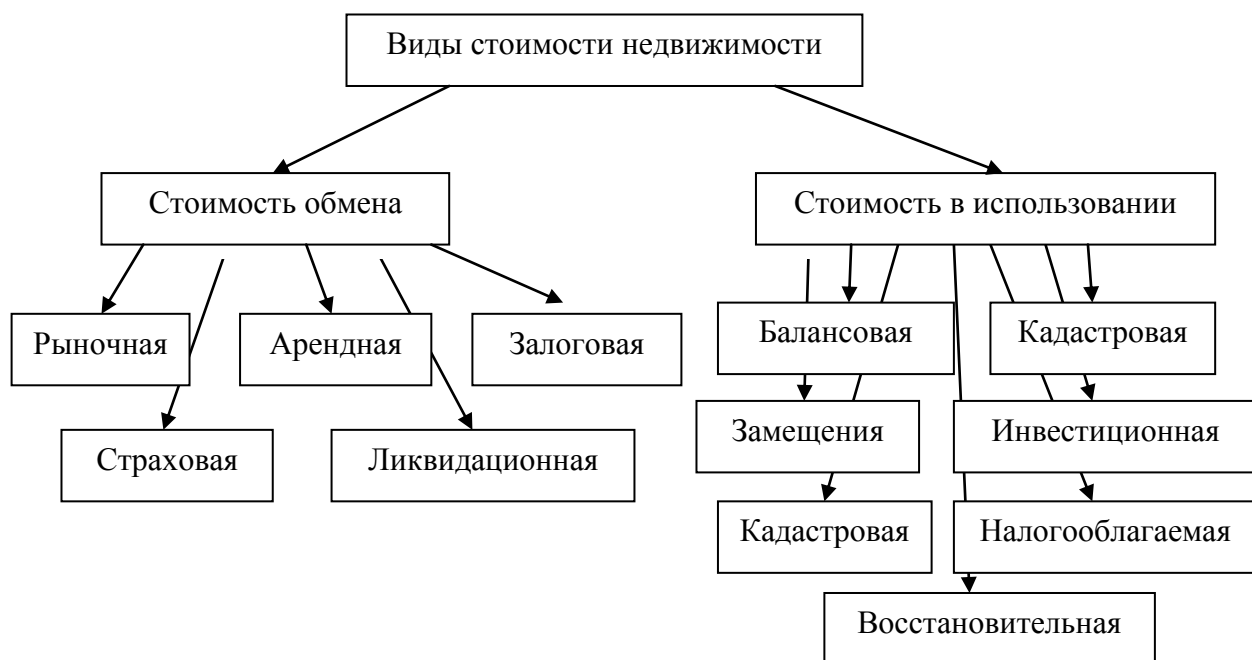 Виды стоимости недвижимости
Стоимость обмена
Стоимость в использовании
Рыночная
Арендная
Залоговая
Балансовая
Кадастровая
Страховая
Ликвидационная
Замещения
Инвестиционная
Кадастровая
Налогооблагаемая
Восстановительная